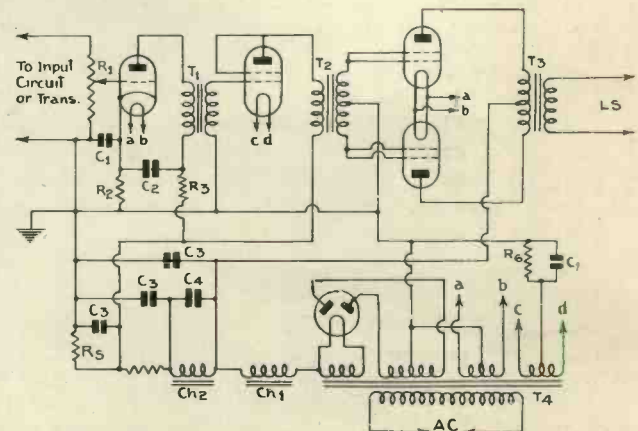 To Input
Circuit
or Trans.
R1
C1
a b
R2
C2
T1
R3
c d
T2
a
b
T3
LS
C3
C3
C4
C3
R5
Ch2
Ch1
R6
C1
a
b
c
d
T4
AC